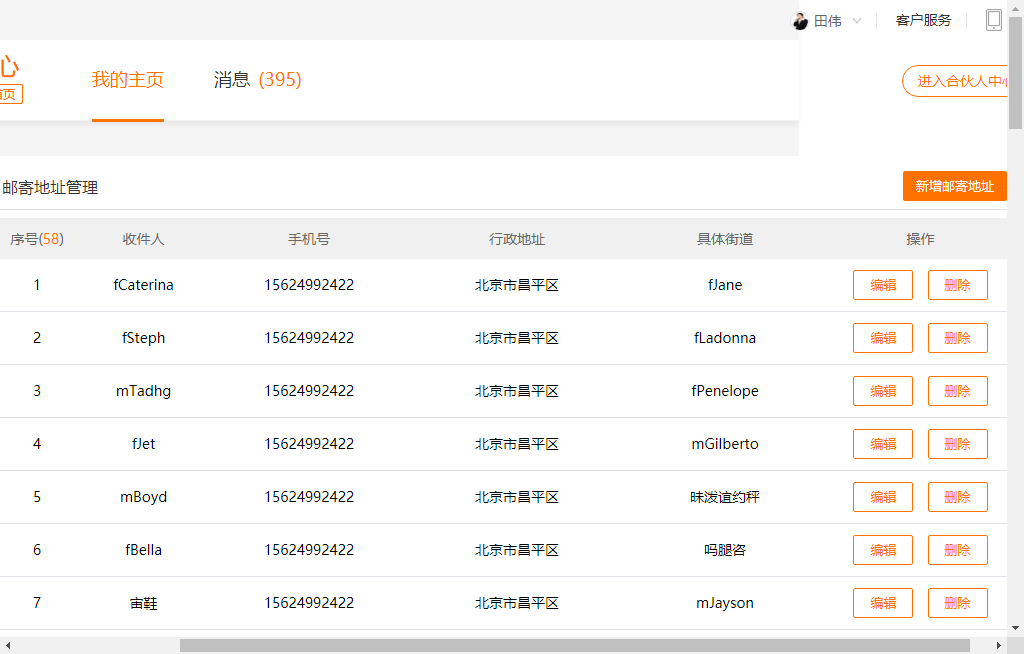 田伟 客户服务
心
首页
我的主页 消息 (395)
进入合伙人中心
邮寄地址管理 新增邮寄地址
序号(58) 收件人 手机号 行政地址 具体街道 操作
1 fCaterina 15624992422 北京市昌平区 fJane 编辑 删除
2 fSteph 15624992422 北京市昌平区 fLadonna 编辑 删除
3 mTadhg 15624992422 北京市昌平区 fPenelope 编辑 删除
4 fJet 15624992422 北京市昌平区 mGilberto 编辑 删除
5 mBoyd 15624992422 北京市昌平区 昧泼谊约秤 编辑 删除
6 fBella 15624992422 北京市昌平区 吗腿咨 编辑 删除
7 宙鞋 15624992422 北京市昌平区 mJayson 编辑 删除